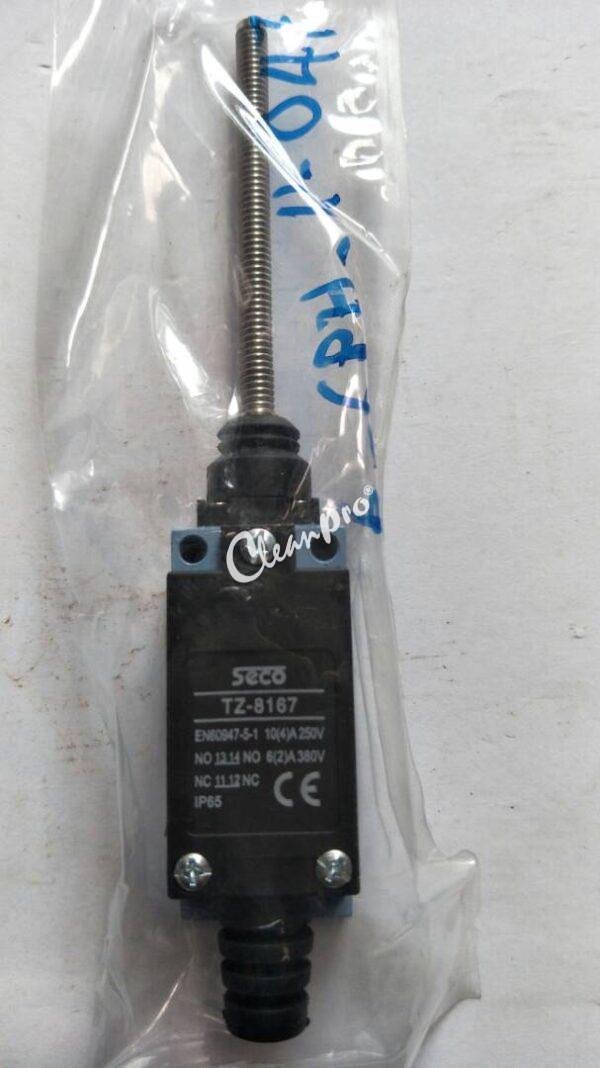 CleanPro®
seco
TZ-8167
EN60947-5-1 10(4)A 250V
NO 13 14 NO 6(2)A 380V
NC 11 12 NC
IP65 CE